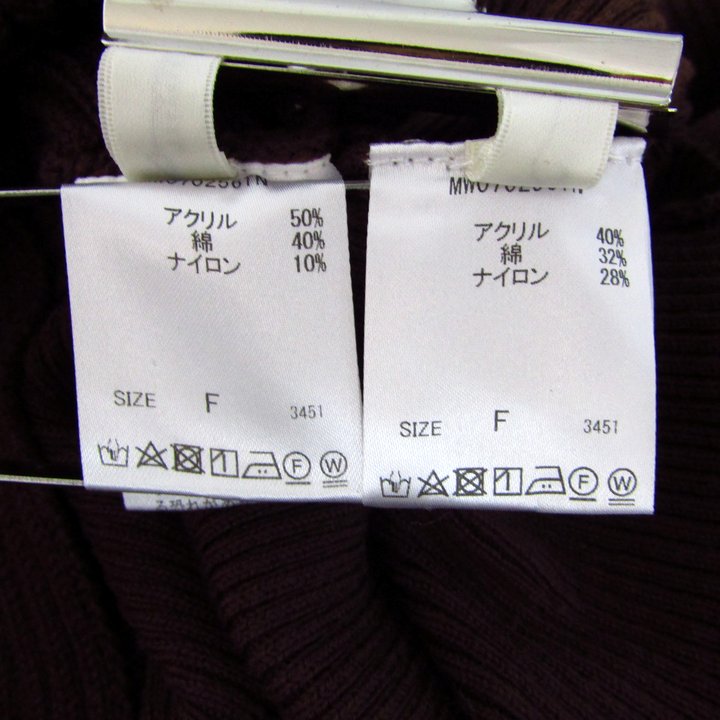 アクリル 50%
綿 40%
ナイロン 10%
SIZE F 3451
F W
アクリル 40%
綿 32%
ナイロン 28%
SIZE F 3451
F W